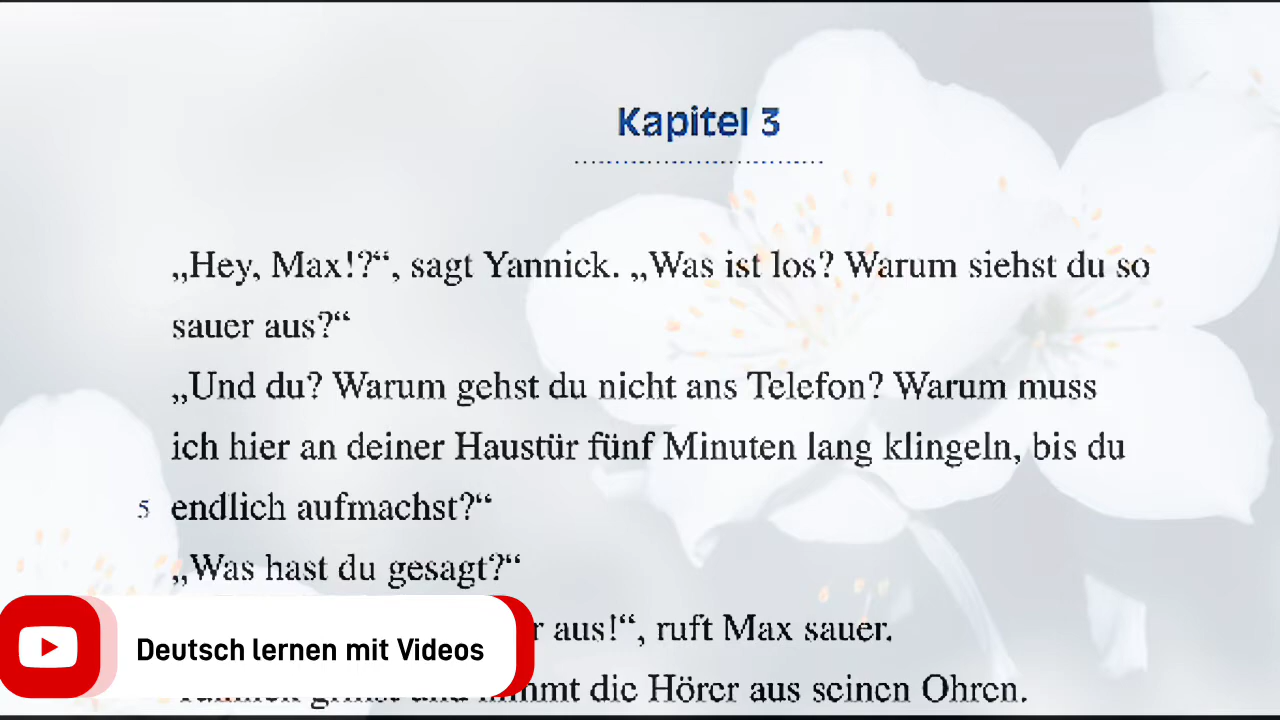 Kapitel 3
„Hey, Max!?“, sagt Yannick. „Was ist los? Warum siehst du so
sauer aus?“
„Und du? Warum gehst du nicht ans Telefon? Warum muss
ich hier an deiner Haustür fünf Minuten lang klingeln, bis du
5 endlich aufmachst?“
„Was hast du gesagt?“
aus!“, ruft Max sauer.
Deutsch lernen mit Videos
die Hörer aus seinen Ohren.